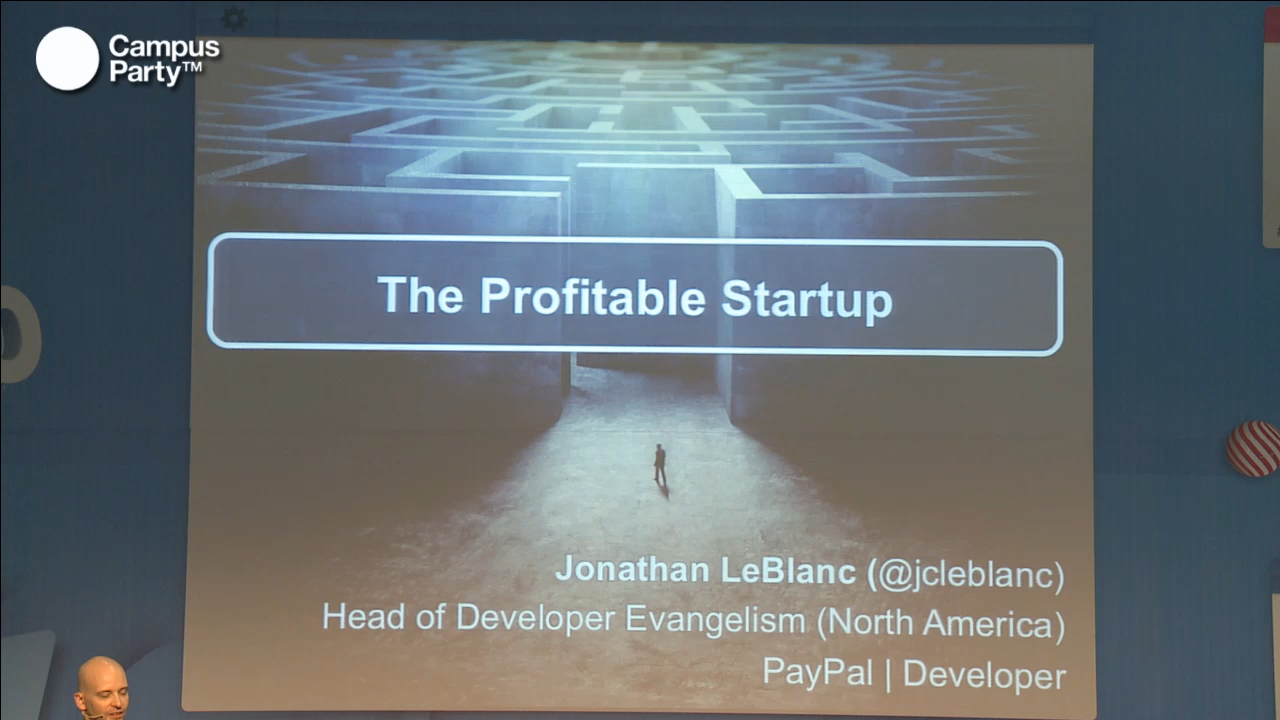 Campus
Party™
The Profitable Startup
Jonathan LeBlanc (@jcleblanc)
Head of Developer Evangelism (North America)
PayPal | Developer